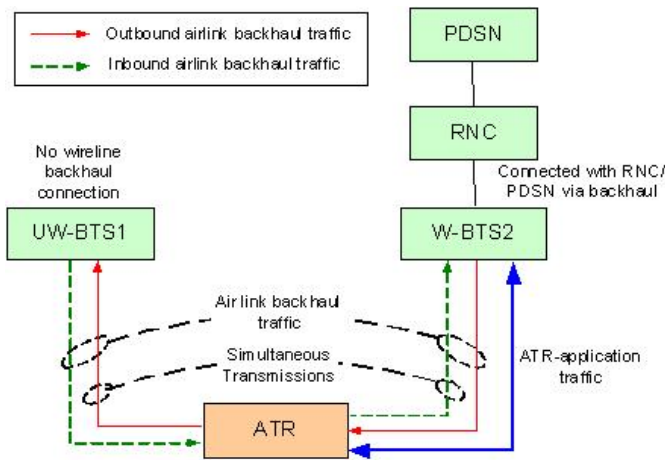 Outbound airlink backhaul traffic
Inbound airlink backhaul traffic
PDSN
RNC
No wireline
backhaul
connection
Connected with RNC/
PDSN via backhaul
UW-BTS1
W-BTS2
Air link backhaul
traffic
Simultaneous
Transmissions
ATR-application
traffic
ATR